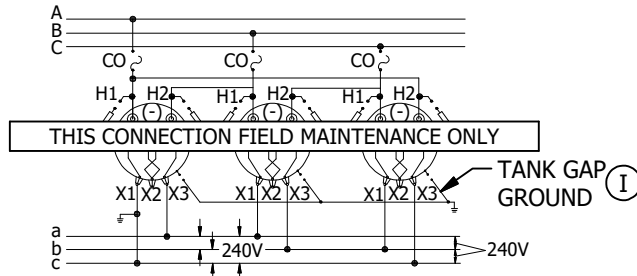 A
B
C
CO CO CO
H1 H2 H1 H2 H1 H2
(-) (-) (-)
THIS CONNECTION FIELD MAINTENANCE ONLY
X1 X2 X3 X1 X2 X3 X1 X2 X3
TANK GAP
GROUND I
a
b
c
240V 240V